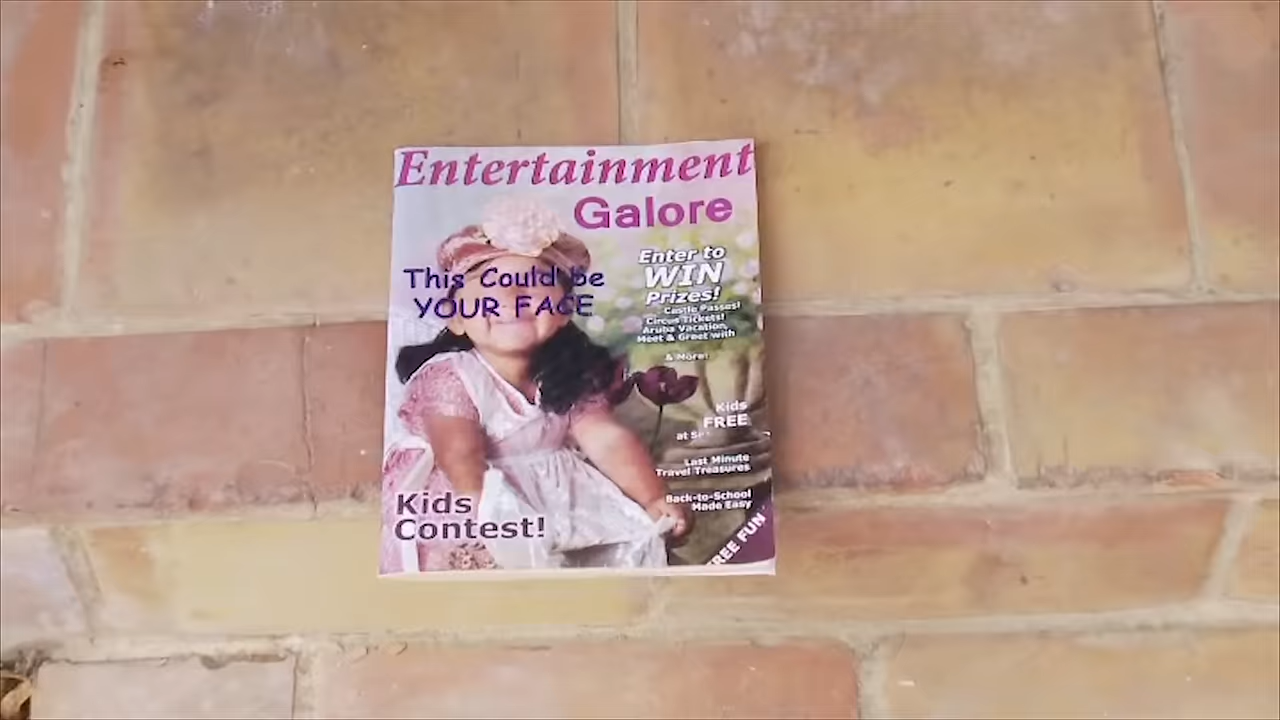 Entertainment
Galore
This Could be
YOUR FACE
Enter to
WIN
Prizes!
Castle Passes!
Circus Tickets!
Aruba Vacation,
Meet & Greet with
& More!
Kids
FREE
at
Last Minute
Travel Treasures
Back-to-School
Made Easy
Kids
Contest!
FREE FUN